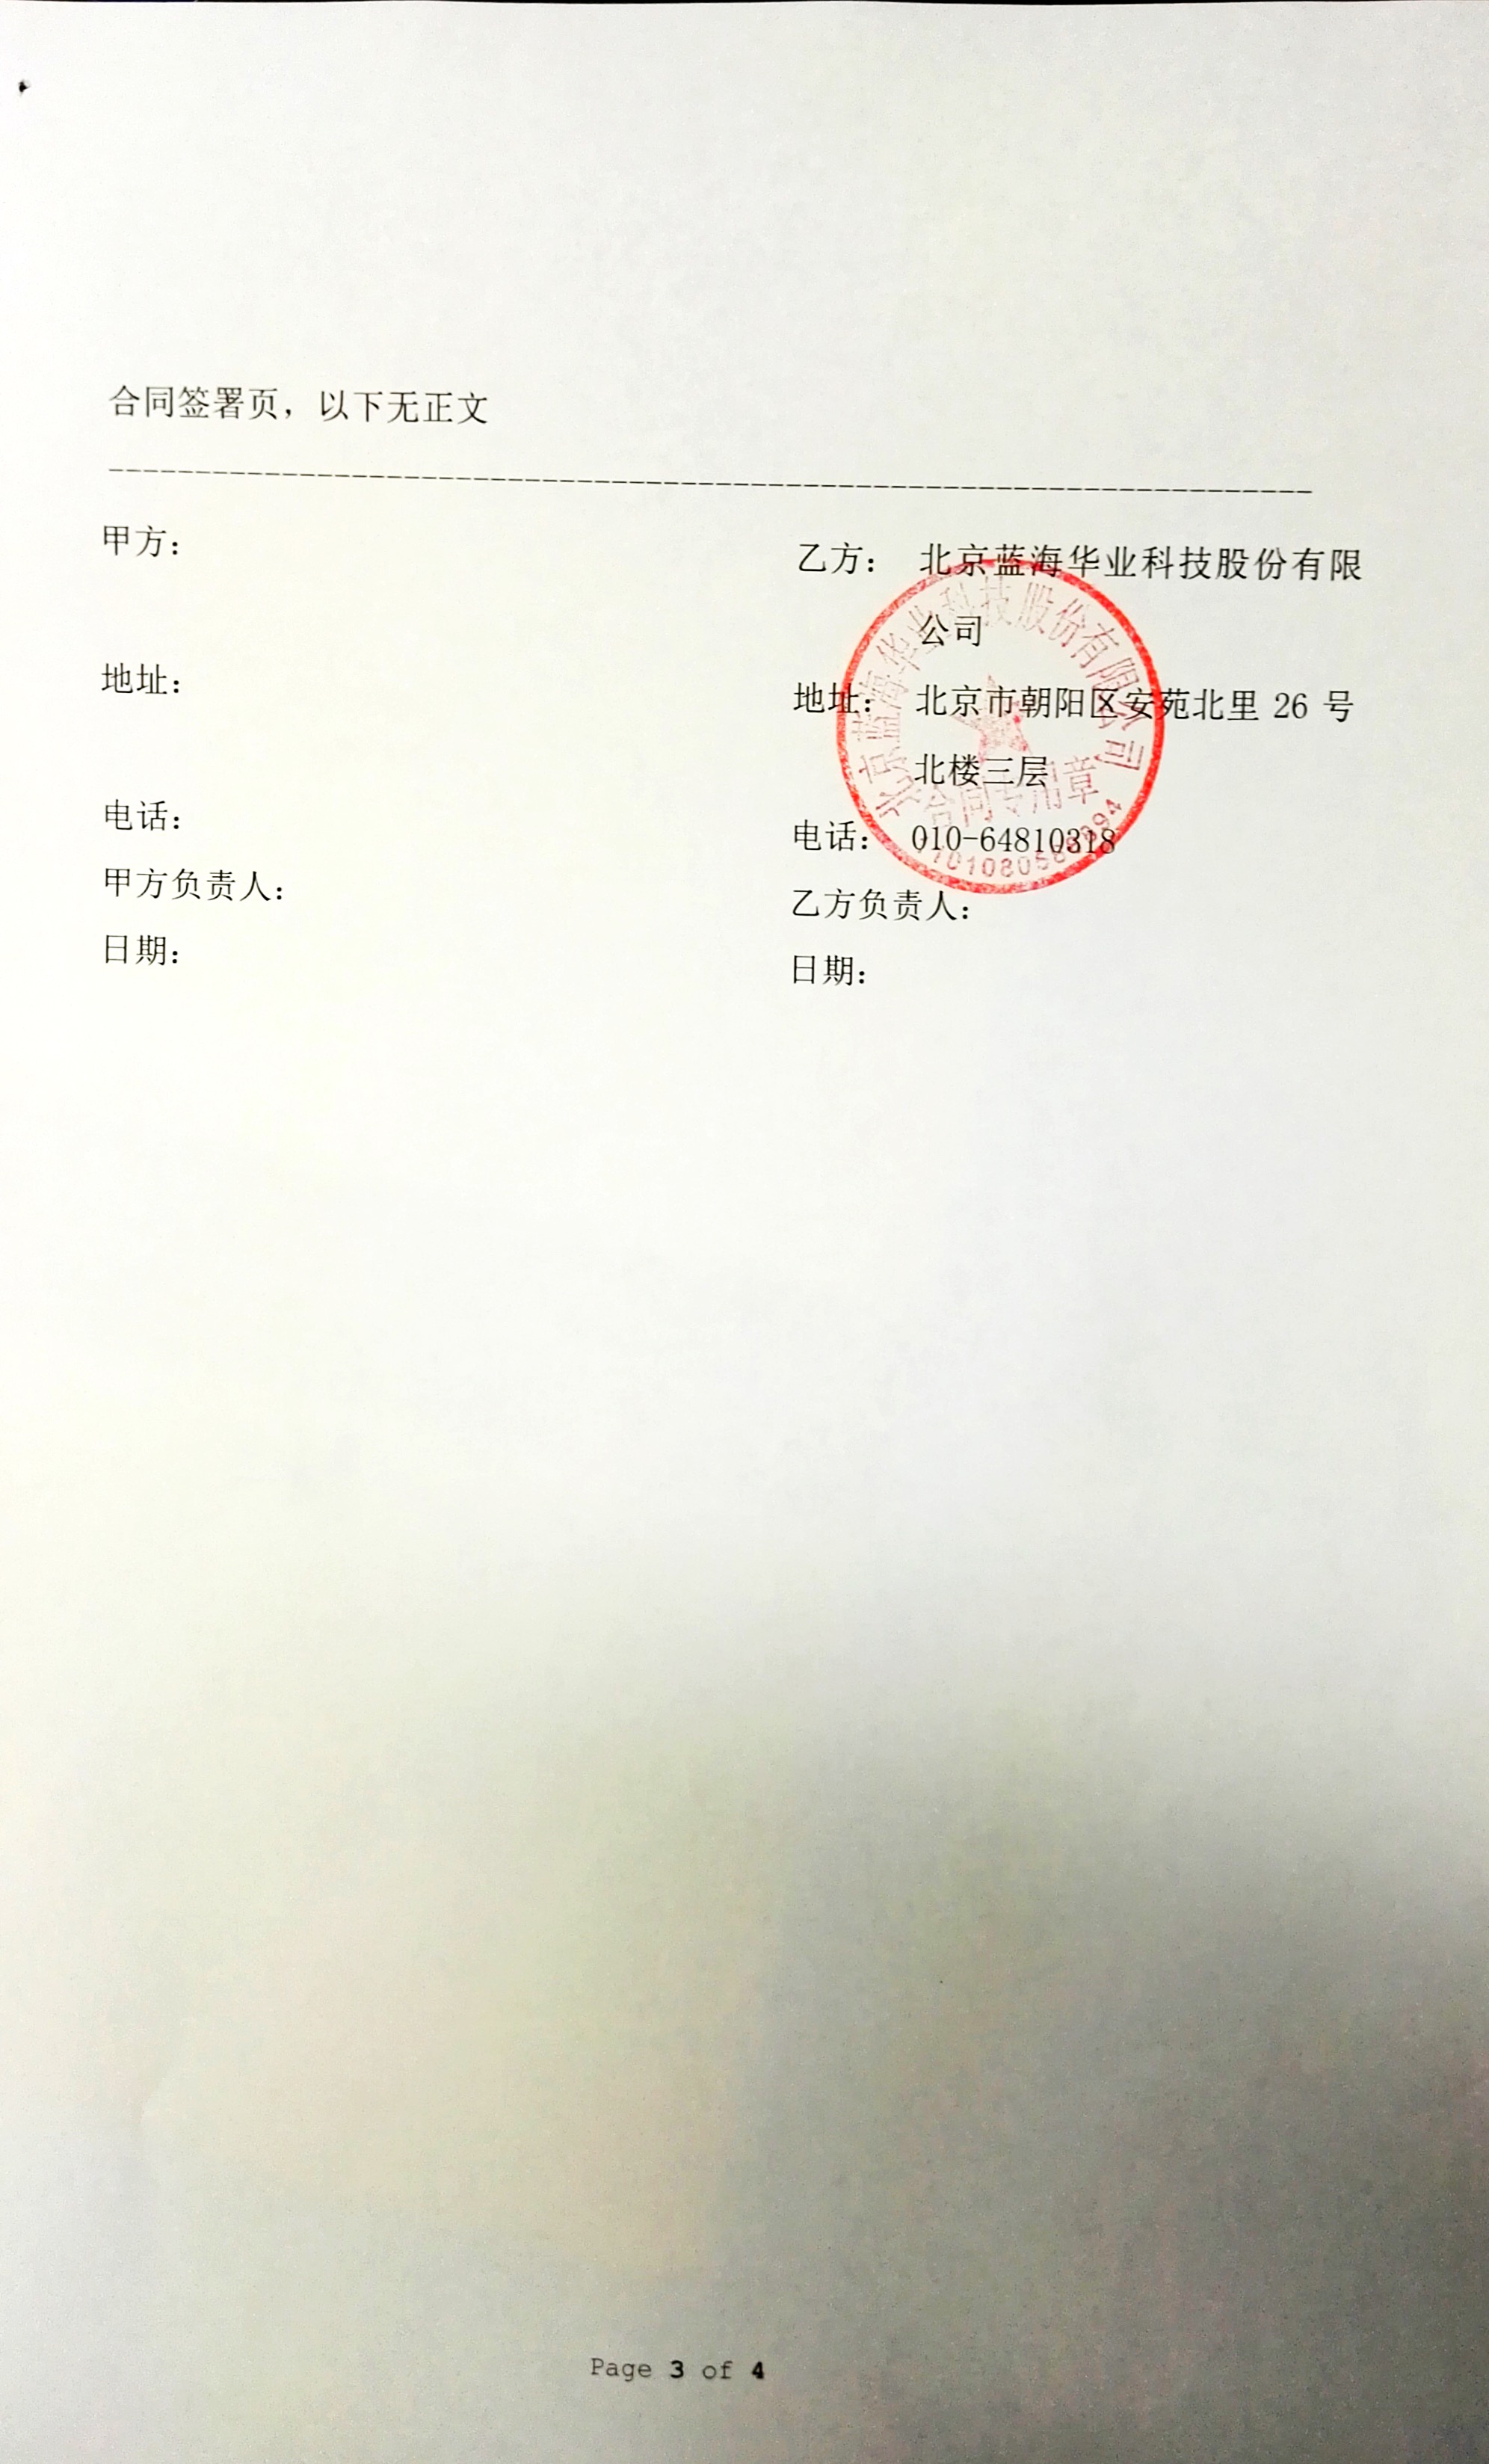 合同签署页，以下无正文
甲方：
地址：
电话：
甲方负责人：
日期：
乙方： 北京蓝海华业科技股份有限
公司
地址： 北京市朝阳区安苑北里 26 号
北楼三层
电话： 010-64810318
乙方负责人：
日期：
北京蓝海华业科技股份有限公司
合同专用章
Page 3 of 4